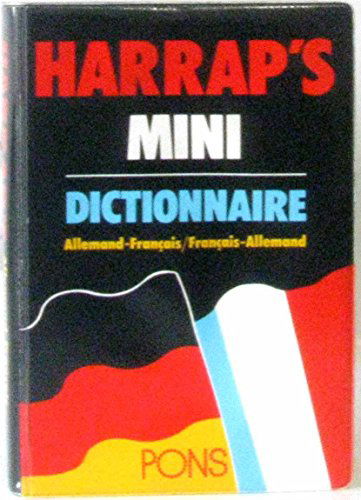 HARRAP'S
MINI
DICTIONNAIRE
Allemand-Français/Français-Allemand
PONS